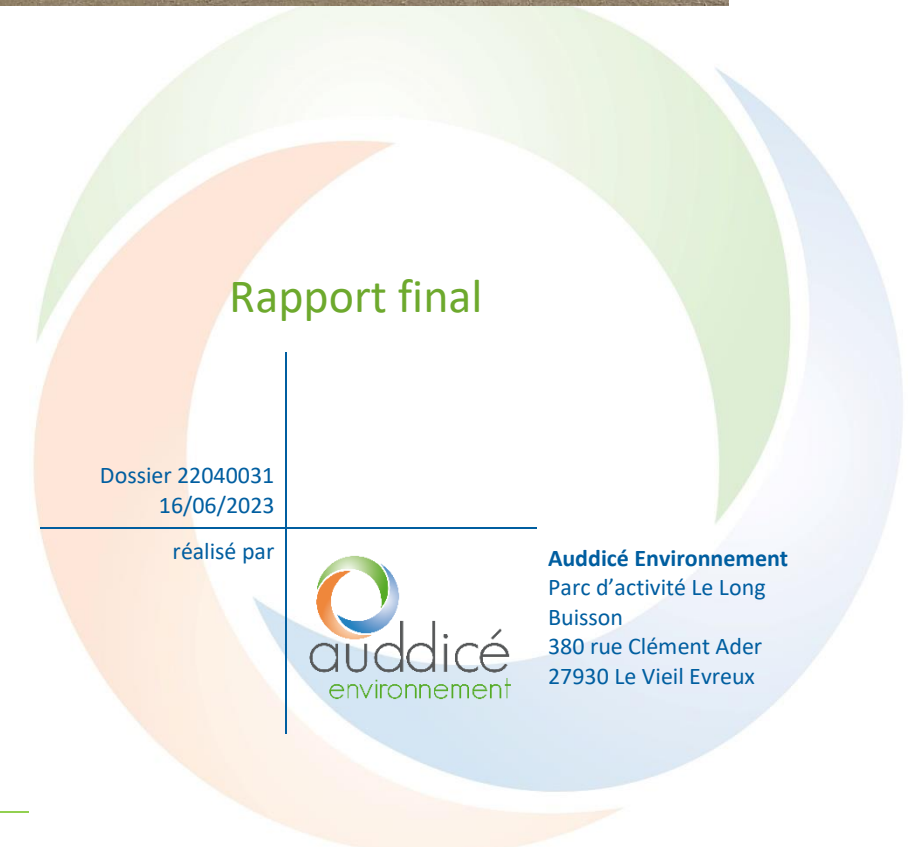 Rapport final
Dossier 22040031
16/06/2023
réalisé par
auddicé
environnement
Auddicé Environnement
Parc d’activité Le Long
Buisson
380 rue Clément Ader
27930 Le Vieil Evreux